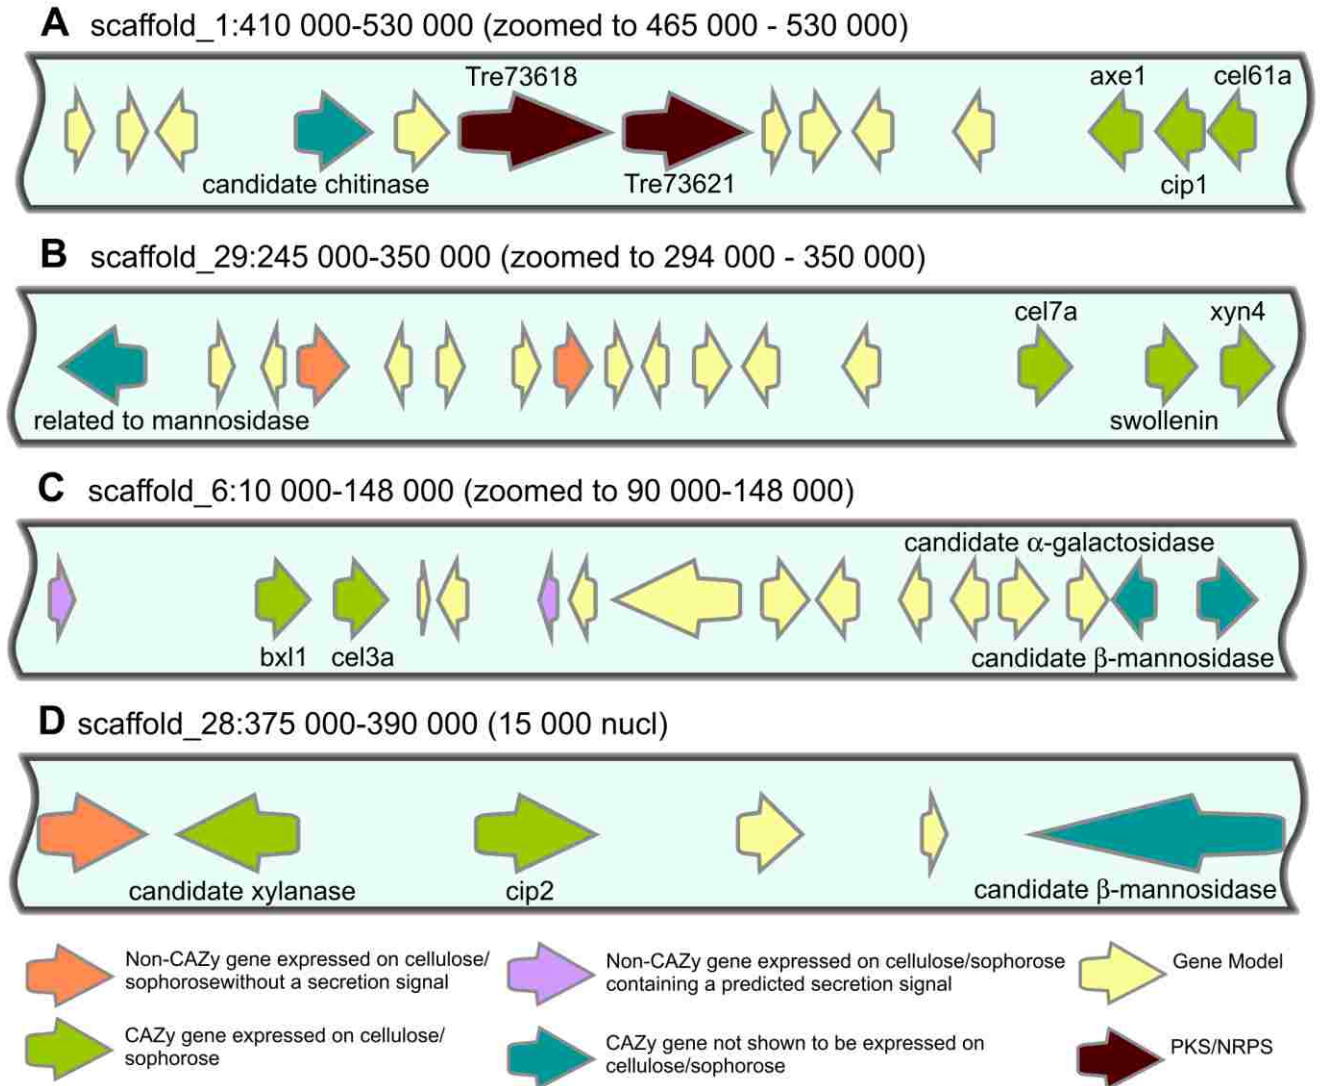 A scaffold_1:410 000-530 000 (zoomed to 465 000 - 530 000)
Tre73618
axe1
cel61a
candidate chitinase
Tre73621
cip1
B scaffold_29:245 000-350 000 (zoomed to 294 000 - 350 000)
cel7a
xyn4
related to mannosidase
swollenin
C scaffold_6:10 000-148 000 (zoomed to 90 000-148 000)
candidate α-galactosidase
bxl1
cel3a
candidate β-mannosidase
D scaffold_28:375 000-390 000 (15 000 nucl)
candidate xylanase
cip2
candidate β-mannosidase
Non-CAZy gene expressed on cellulose/
sophorosewithout a secretion signal
Non-CAZy gene expressed on cellulose/sophorose
containing a predicted secretion signal
Gene Model
CAZy gene expressed on cellulose/
sophorose
CAZy gene not shown to be expressed on
cellulose/sophorose
PKS/NRPS